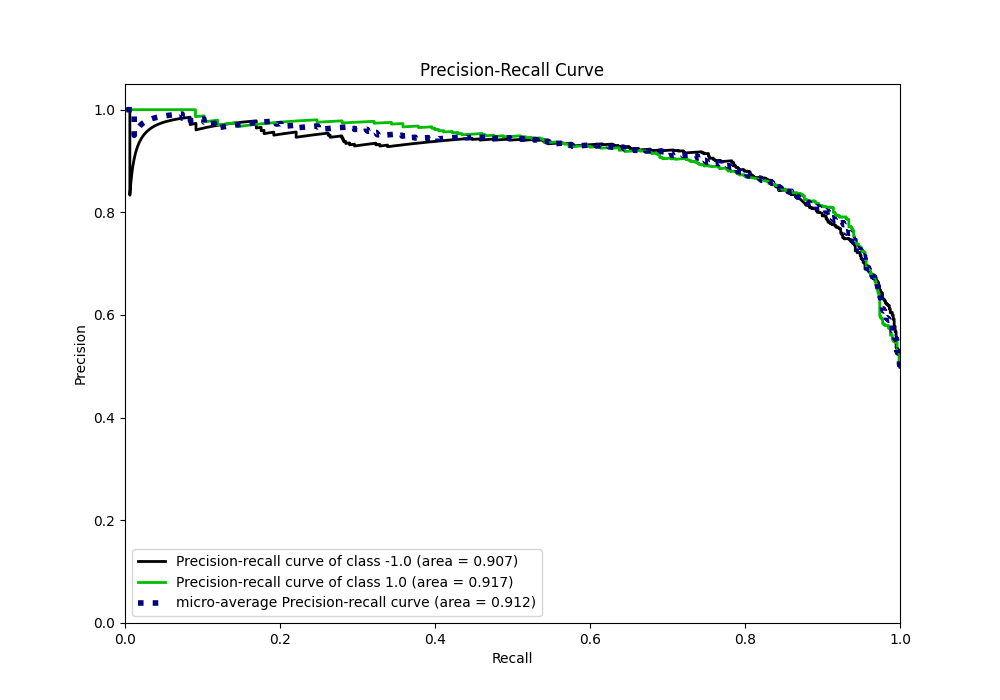 Precision-Recall Curve
1.0
0.8
0.6
0.4
0.2
0.0
Precision
Precision-recall curve of class -1.0 (area = 0.907)
Precision-recall curve of class 1.0 (area = 0.917)
micro-average Precision-recall curve (area = 0.912)
0.0 0.2 0.4 0.6 0.8 1.0
Recall